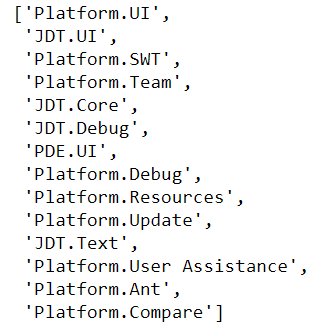 ['Platform.UI',
'JDT.UI',
'Platform.SWT',
'Platform.Team',
'JDT.Core',
'JDT.Debug',
'PDE.UI',
'Platform.Debug',
'Platform.Resources',
'Platform.Update',
'JDT.Text',
'Platform.User Assistance',
'Platform.Ant',
'Platform.Compare']